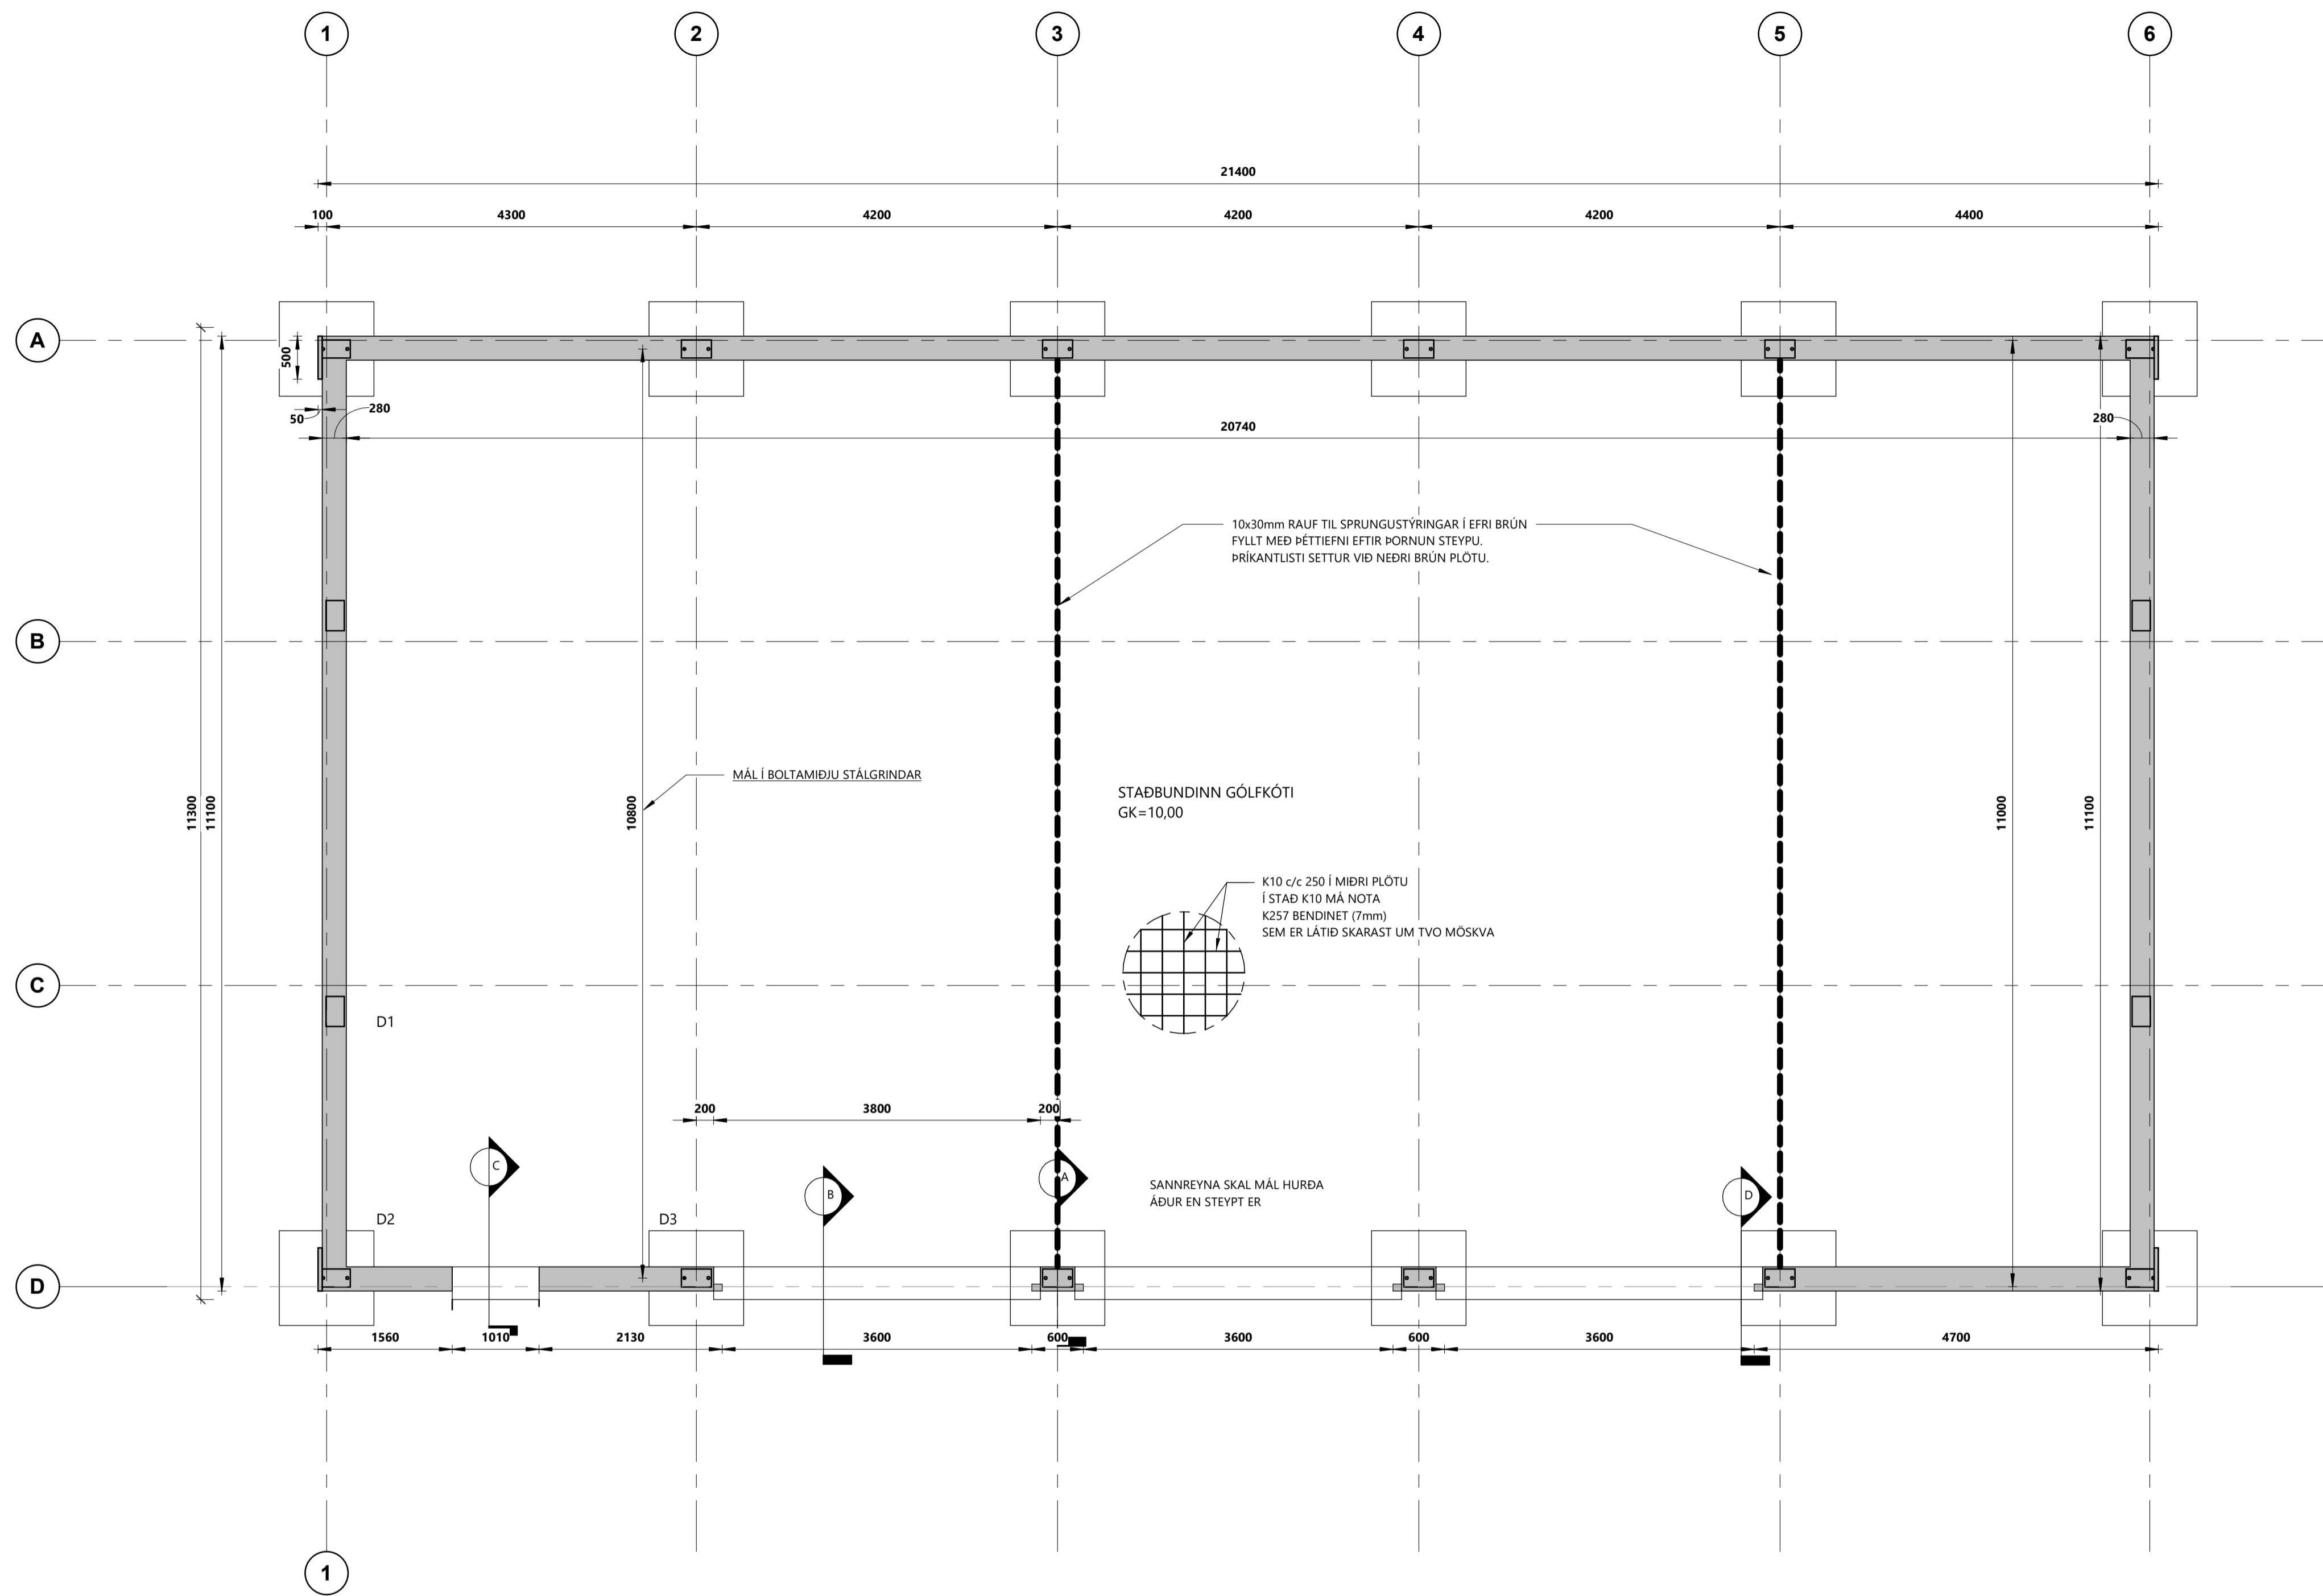 1 2 3 4 5 6
21400
100 4300 4200 4200 4200 4400
A
500
50 280
20740
280
10x30mm RAUF TIL SPRUNGUSTÝRINGAR Í EFRI BRÚN
FYLLT MEÐ ÞÉTTIEFNI EFTIR ÞORNUN STEYPU.
ÞRÍKANTLISTI SETTUR VIÐ NEÐRI BRÚN PLÖTU.
B
MÁL Í BOLTAMIÐJU STÁLGRINDAR
STAÐBUNDINN GÓLFKÓTI
GK=10,00
11300 11100 10800 11000 11100
K10 c/c 250 Í MIÐRI PLÖTU
Í STAÐ K10 MÁ NOTA
K257 BENDINET (7mm)
SEM ER LÁTIÐ SKARAST UM TVO MÖSKVA
C
D1
200 3800 200
C
B
A
D
SANNREYNA SKAL MÁL HURÐA
ÁÐUR EN STEYPT ER
D2 D3
D
1560 1010 2130 3600 600 3600 600 3600 4700
1